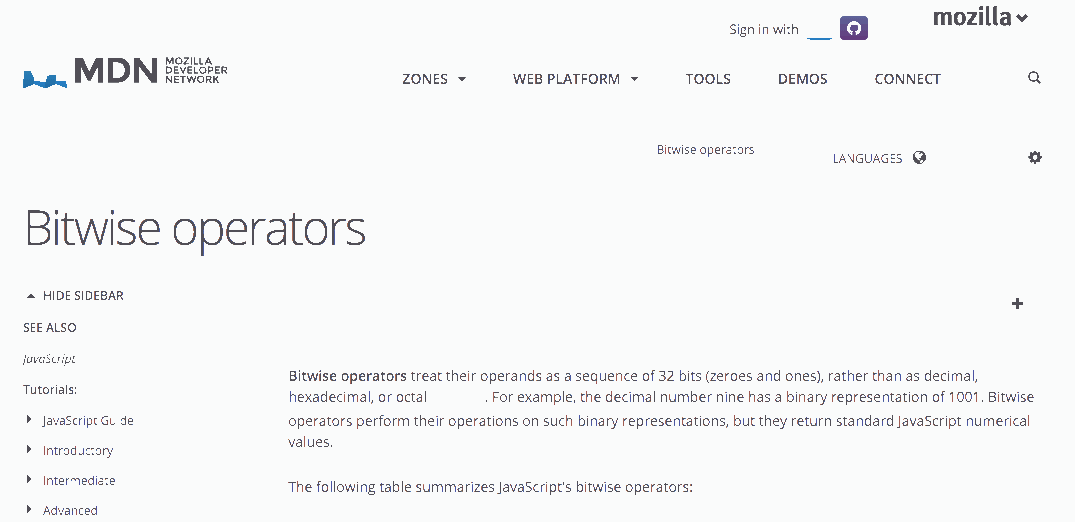 mozilla
Sign in with
MDN MOZILLA DEVELOPER NETWORK
ZONES WEB PLATFORM TOOLS DEMOS CONNECT
Bitwise operators
LANGUAGES
Bitwise operators
HIDE SIDEBAR
SEE ALSO
JavaScript
Tutorials:
JavaScript Guide
Introductory
Intermediate
Advanced
Bitwise operators treat their operands as a sequence of 32 bits (zeroes and ones), rather than as decimal,
hexadecimal, or octal . For example, the decimal number nine has a binary representation of 1001. Bitwise
operators perform their operations on such binary representations, but they return standard JavaScript numerical
values.
The following table summarizes JavaScript's bitwise operators: